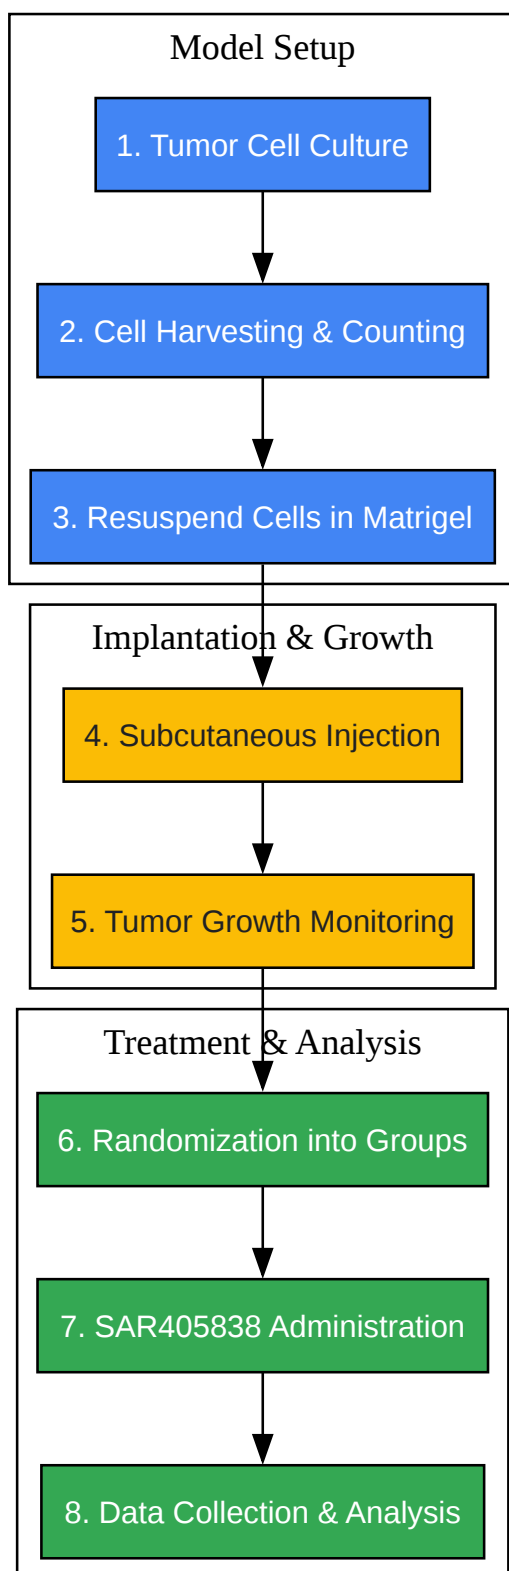 Model Setup
1. Tumor Cell Culture
2. Cell Harvesting & Counting
3. Resuspend Cells in Matrigel
Implantation & Growth
4. Subcutaneous Injection
5. Tumor Growth Monitoring
Treatment & Analysis
6. Randomization into Groups
7. SAR405838 Administration
8. Data Collection & Analysis